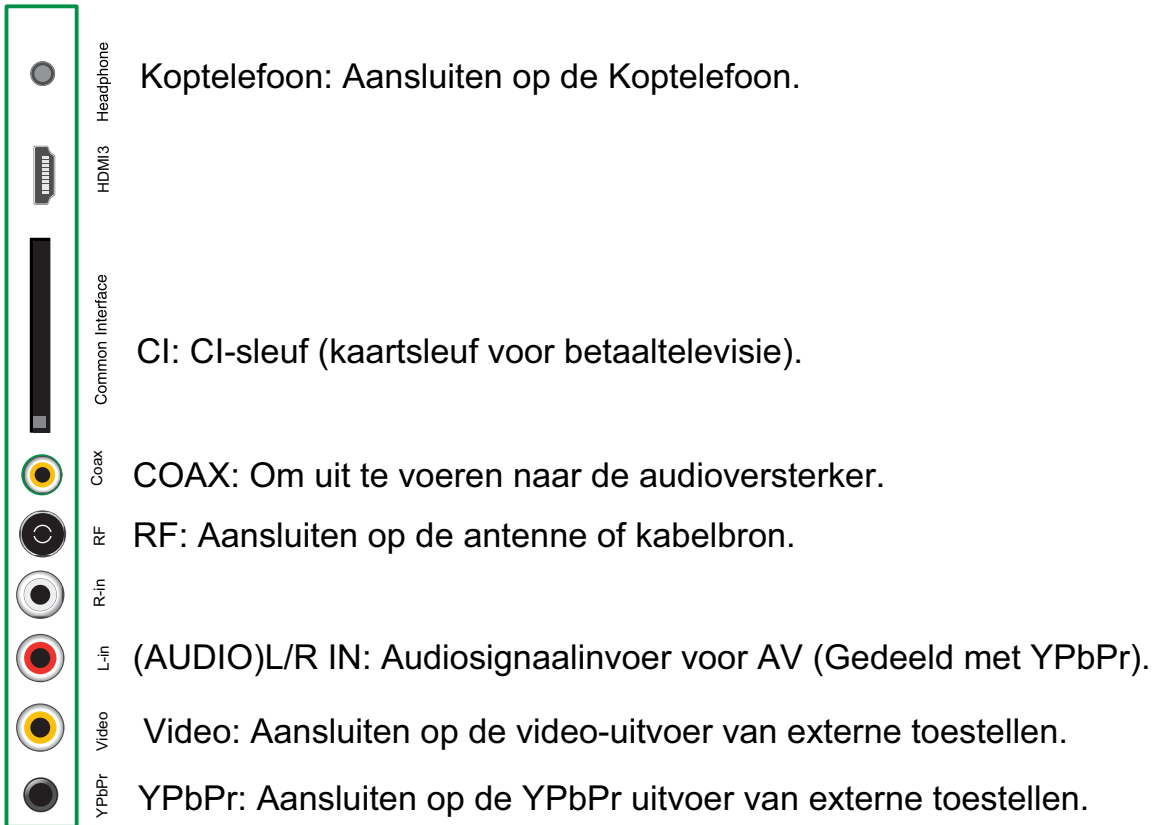 Headphone
Koptelefoon: Aansluiten op de Koptelefoon.
HDMI3
Common Interface
CI: CI-sleuf (kaartsleuf voor betaaltelevisie).
Coax
COAX: Om uit te voeren naar de audioversterker.
RF
RF: Aansluiten op de antenne of kabelbron.
R-in
L-in
(AUDIO)L/R IN: Audiosignaalinvoer voor AV (Gedeeld met YPbPr).
Video
Video: Aansluiten op de video-uitvoer van externe toestellen.
YPbPr
YPbPr: Aansluiten op de YPbPr uitvoer van externe toestellen.